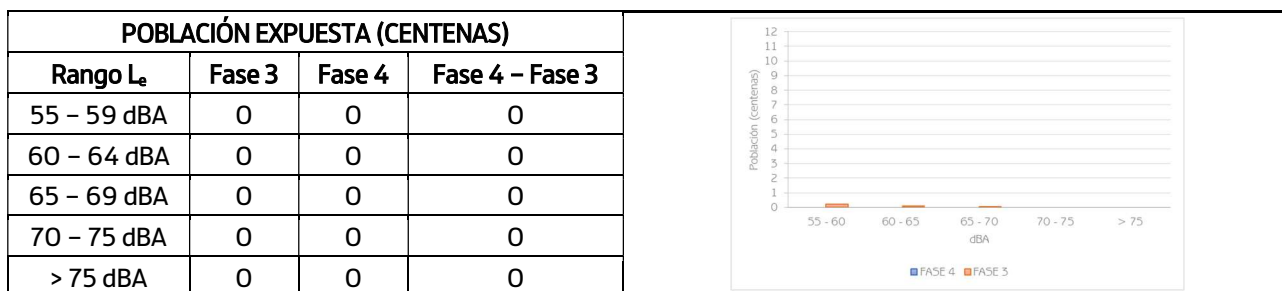 POBLACIÓN EXPUESTA (CENTENAS)
Rango Le Fase 3 Fase 4 Fase 4 – Fase 3
55 – 59 dBA 0 0 0
60 – 64 dBA 0 0 0
65 – 69 dBA 0 0 0
70 – 75 dBA 0 0 0
> 75 dBA 0 0 0
Población (centenas)
12
11
10
9
8
7
6
5
4
3
2
1
0
55 - 60 60 - 65 65 - 70 70 - 75 > 75
dBA
FASE 4 FASE 3